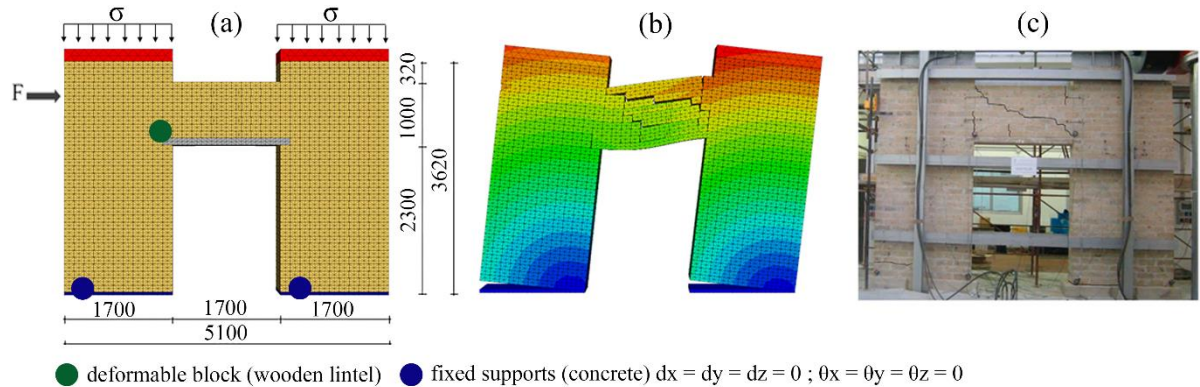 σ
(a)
σ
(b)
(c)
F
320
1000
2300
3620
1700
1700
1700
5100
deformable block (wooden lintel)
fixed supports (concrete) dx = dy = dz = 0 ; θx = θy = θz = 0